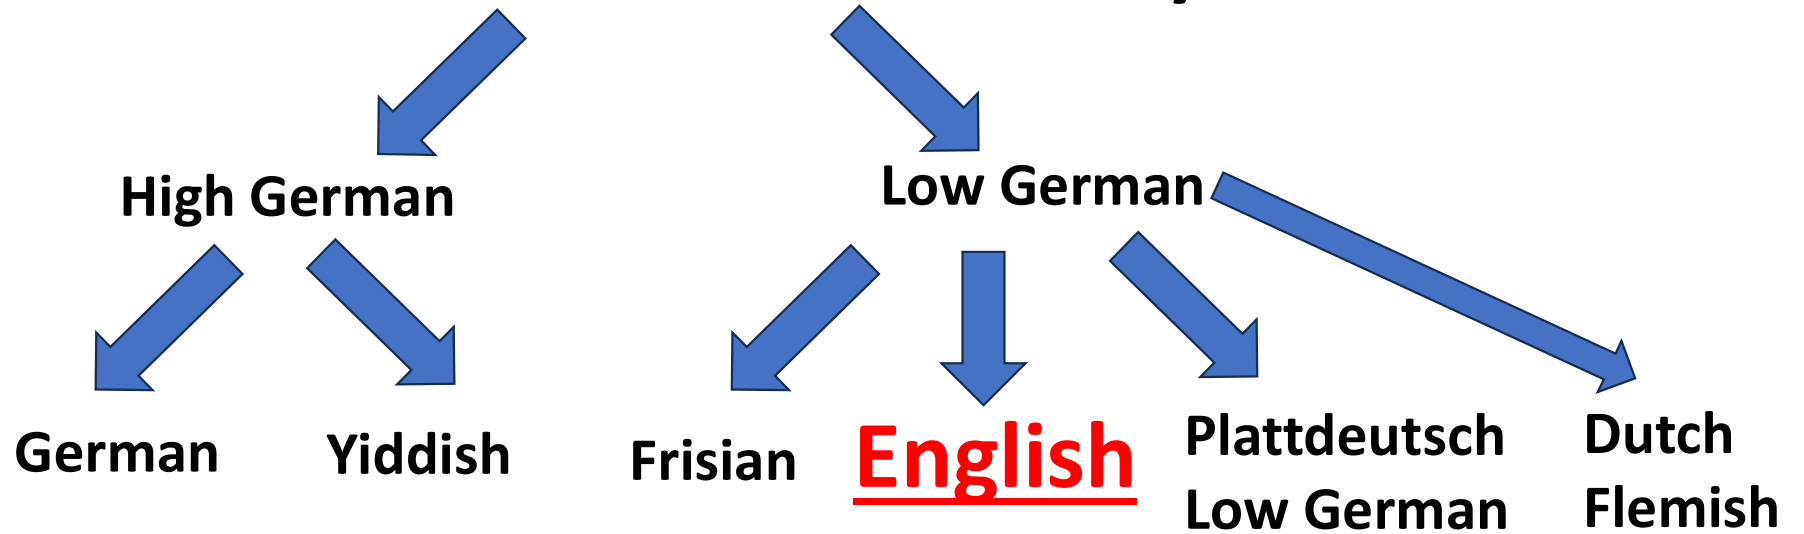 High German
Low German
German
Yiddish
Frisian
English
Plattdeutsch
Low German
Dutch
Flemish